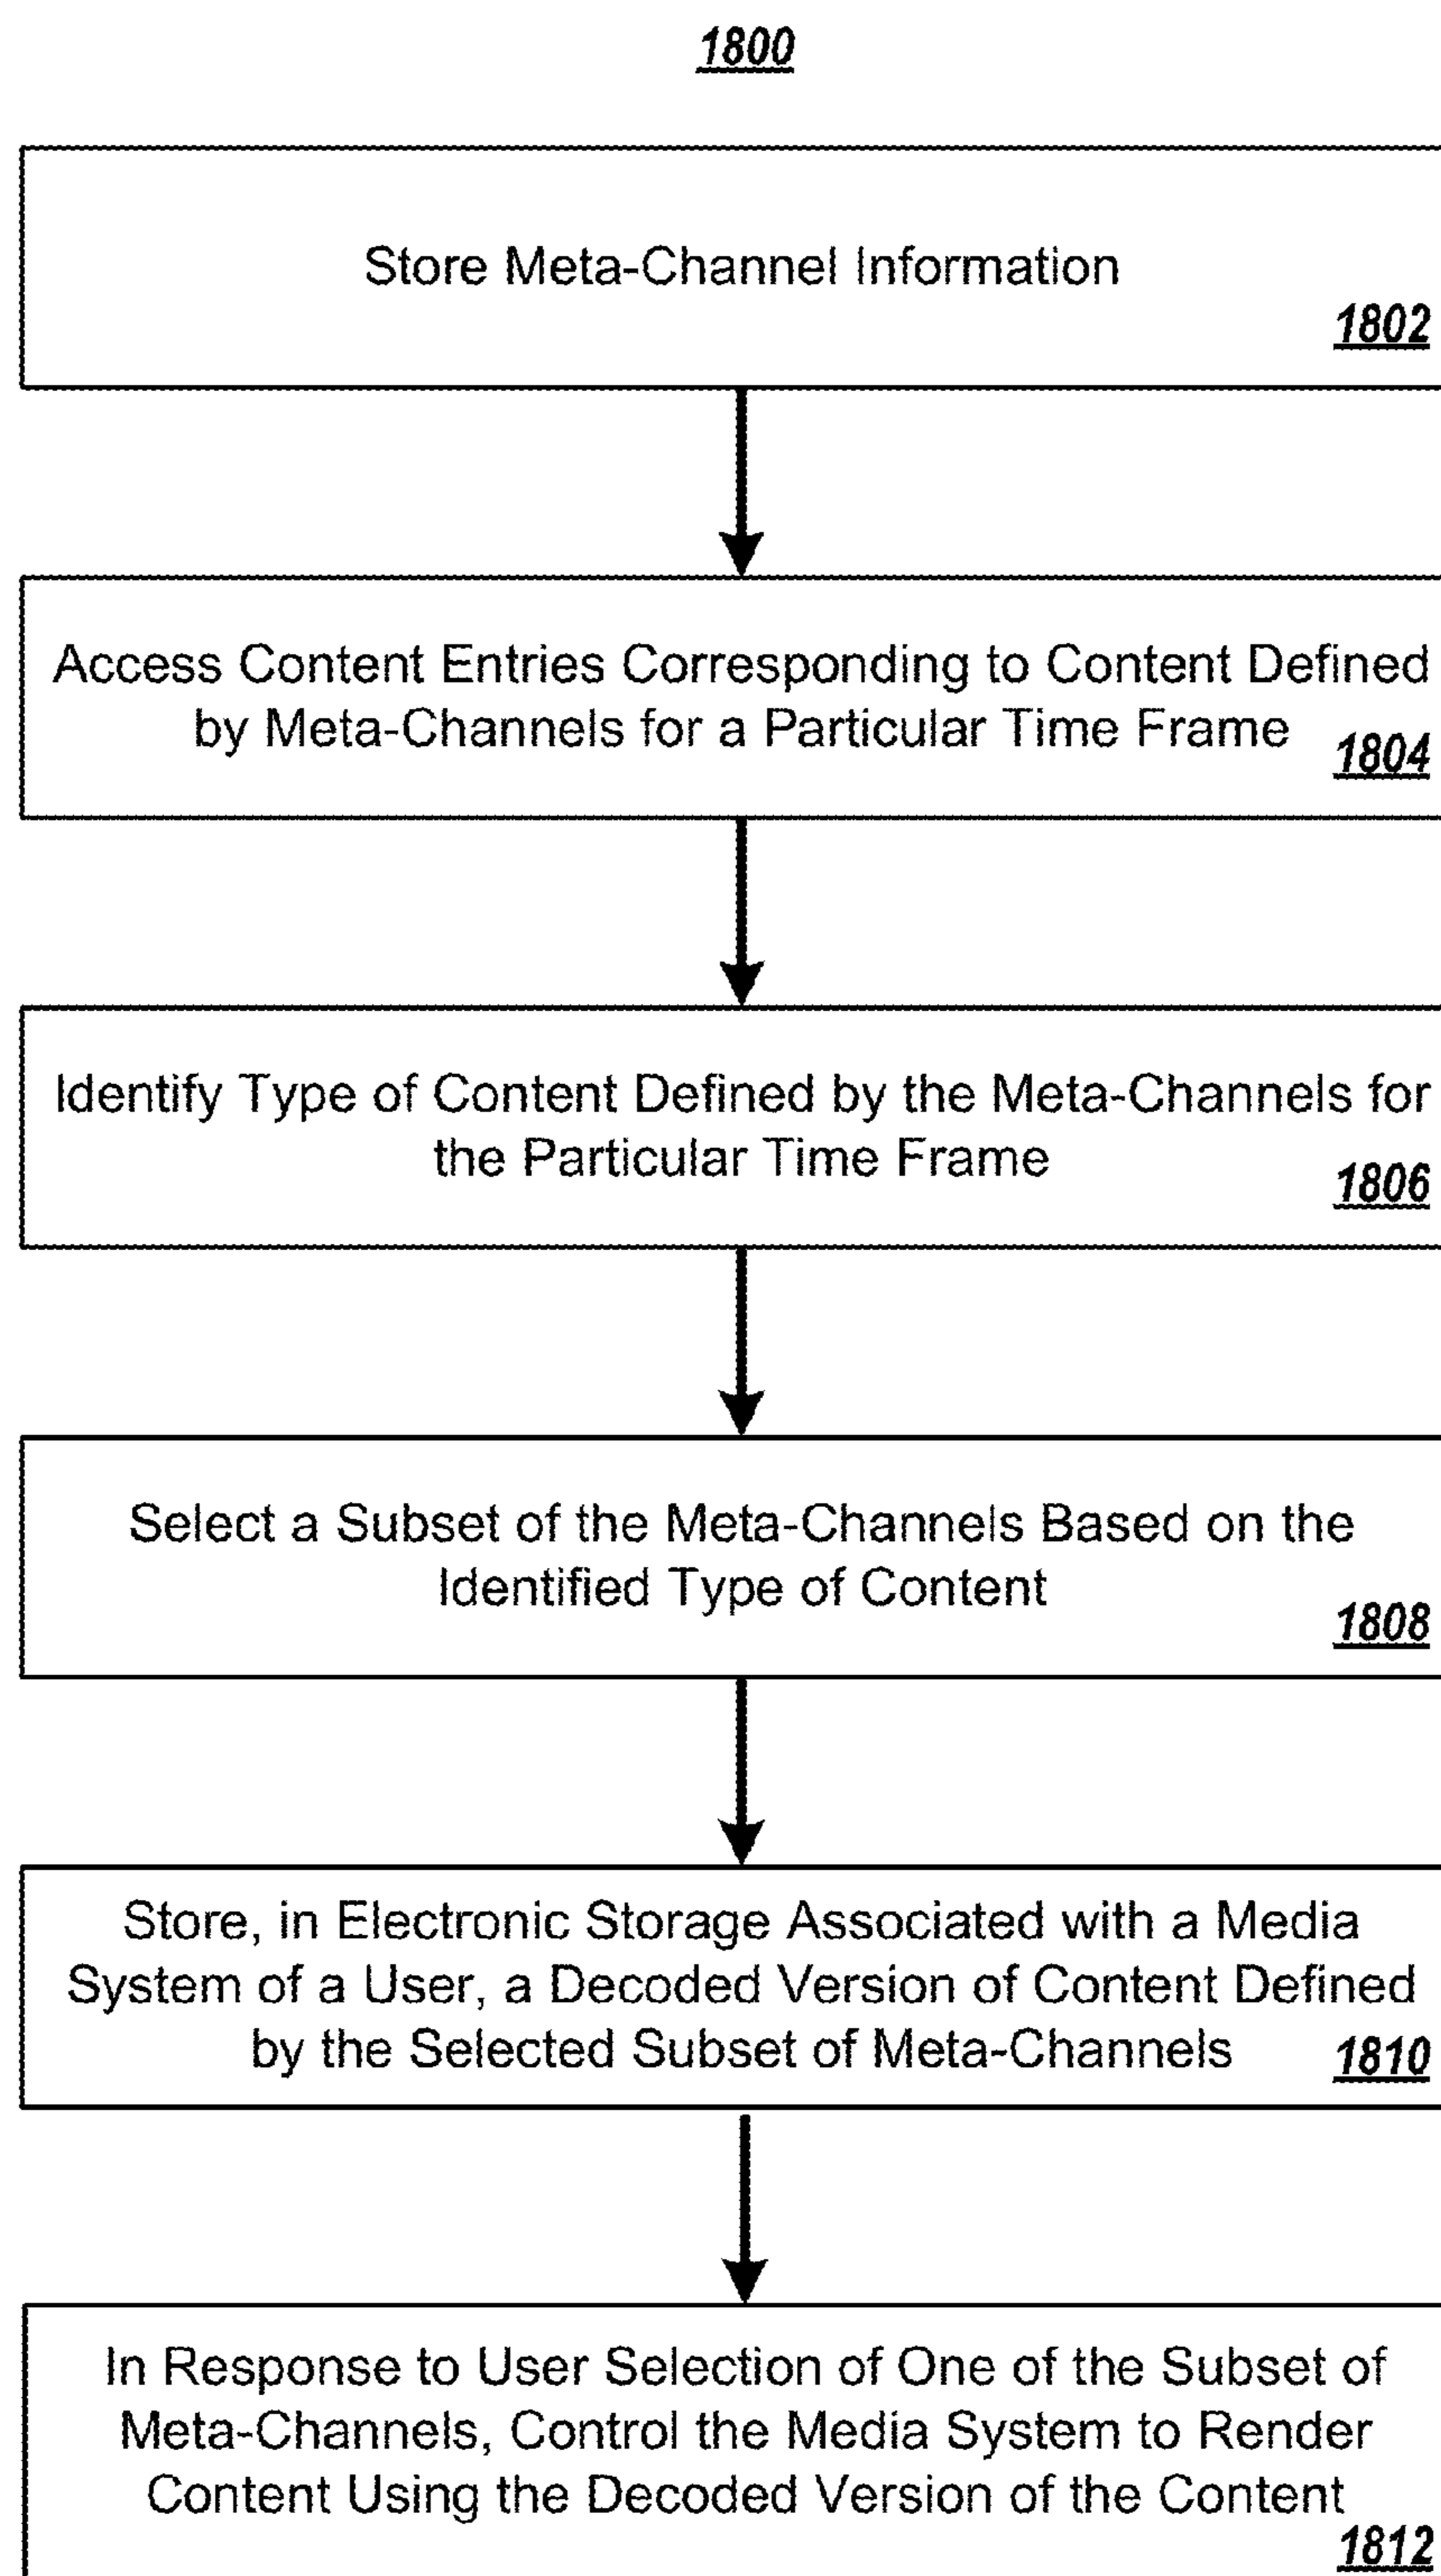 1800
Store Meta-Channel Information
1802
Access Content Entries Corresponding to Content Defined
by Meta-Channels for a Particular Time Frame
1804
Identify Type of Content Defined by the Meta-Channels for
the Particular Time Frame
1806
Select a Subset of the Meta-Channels Based on the
Identified Type of Content
1808
Store, in Electronic Storage Associated with a Media
System of a User, a Decoded Version of Content Defined
by the Selected Subset of Meta-Channels
1810
In Response to User Selection of One of the Subset of
Meta-Channels, Control the Media System to Render
Content Using the Decoded Version of the Content
1812